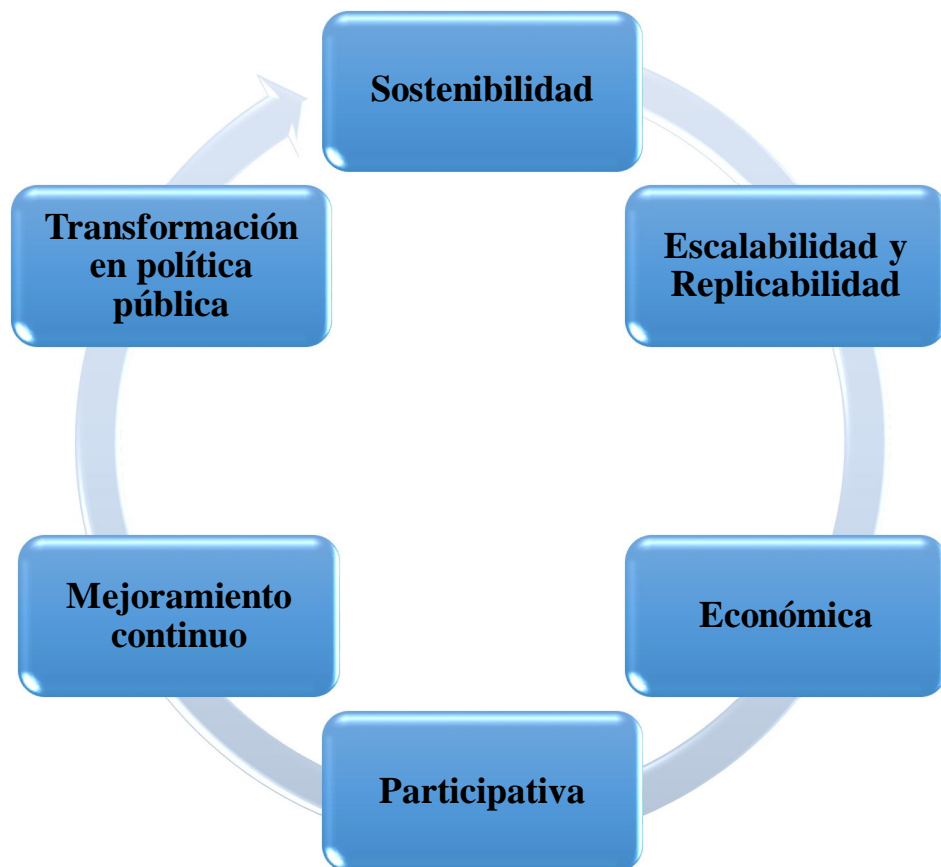 Sostenibilidad
Escalabilidad y
Replicabilidad
Económica
Participativa
Mejoramiento
continuo
Transformación
en política
pública